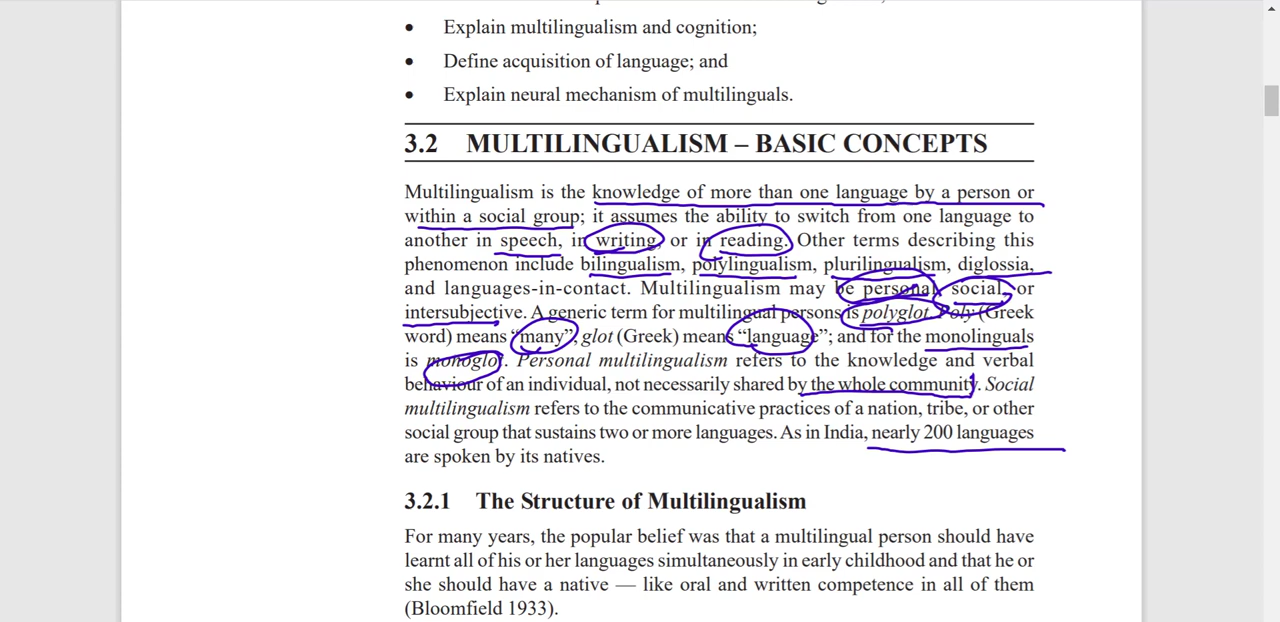 • Explain multilingualism and cognition;
• Define acquisition of language; and
• Explain neural mechanism of multilinguals.
3.2 MULTILINGUALISM – BASIC CONCEPTS
Multilingualism is the knowledge of more than one language by a person or
within a social group; it assumes the ability to switch from one language to
another in speech, in writing, or in reading. Other terms describing this
phenomenon include bilingualism, polylingualism, plurilingualism, diglossia,
and languages-in-contact. Multilingualism may be personal, social, or
intersubjective. A generic term for multilingual persons is polyglot. Poly (Greek
word) means “many”, glot (Greek) means “language”; and for the monolinguals
is monoglot. Personal multilingualism refers to the knowledge and verbal
behaviour of an individual, not necessarily shared by the whole community. Social
multilingualism refers to the communicative practices of a nation, tribe, or other
social group that sustains two or more languages. As in India, nearly 200 languages
are spoken by its natives.
3.2.1 The Structure of Multilingualism
For many years, the popular belief was that a multilingual person should have
learnt all of his or her languages simultaneously in early childhood and that he or
she should have a native — like oral and written competence in all of them
(Bloomfield 1933).